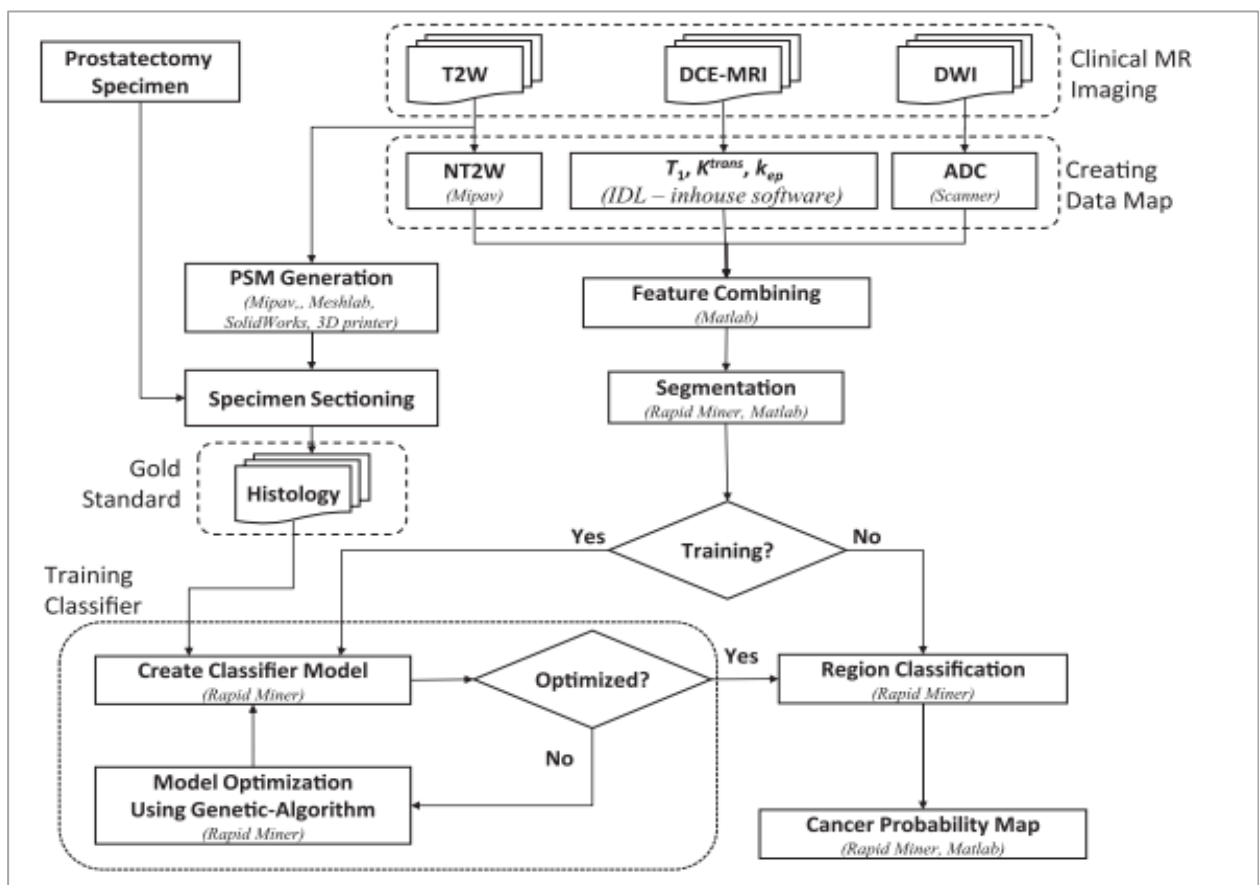 Prostatectomy
Specimen
T2W
DCE-MRI
DWI
Clinical MR
Imaging
NT2W
(Mipav)
T₁, Kᵗʳᵃⁿˢ, kₑₚ
(IDL – inhouse software)
ADC
(Scanner)
Creating
Data Map
PSM Generation
(Mipav,, Meshlab,
SolidWorks, 3D printer)
Feature Combining
(Matlab)
Specimen Sectioning
Segmentation
(Rapid Miner, Matlab)
Gold
Standard
Histology
Yes
Training?
No
Training
Classifier
Create Classifier Model
(Rapid Miner)
Optimized?
Yes
Region Classification
(Rapid Miner)
No
Model Optimization
Using Genetic-Algorithm
(Rapid Miner)
Cancer Probability Map
(Rapid Miner, Matlab)